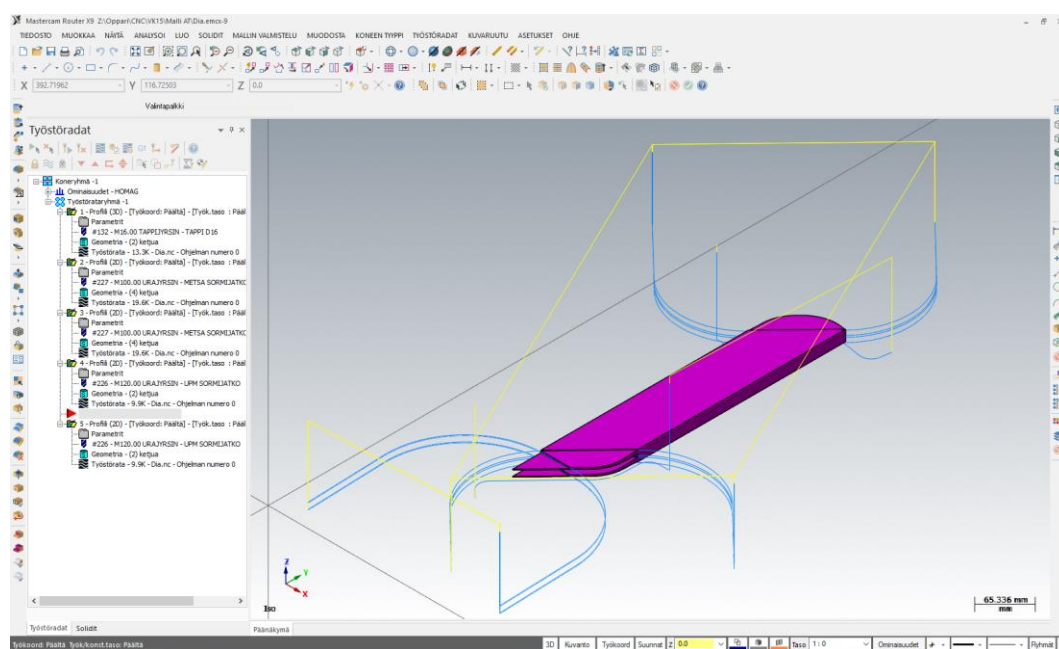 Mastercam Router X9 Z:\Oppari\CNC\VK15\Malli AT\Dia.emcx-9
TIEDOSTO MUOKKAA NÄYTÄ ANALYSOI LUO SOLIDIT MALLIN VALMISTELU MUODOSTA KONEEN TYYPPI TYÖSTÖRADAT KUVARUUTU ASETUKSET OHJE
X 392.71962 Y 116.72503 Z 0.0
Valintapalkki
Työstöradat
Koneryhmä -1
Ominaisuudet - HOMAG
Työstörataryhmä -1
1 - Profili (3D) - [Työkoord: Päältä] - [Työk.taso : Pääl
Parametrit
#132 - M16.00 TAPPIJYRSIN - TAPPI D16
Geometria - (2) ketjua
Työstörata - 13.3K - Dia.nc - Ohjelman numero 0
2 - Profili (2D) - [Työkoord: Päältä] - [Työk.taso : Pääl
Parametrit
#227 - M100.00 URAJYRSIN - METSA SORMIJATKO
Geometria - (4) ketjua
Työstörata - 19.6K - Dia.nc - Ohjelman numero 0
3 - Profili (2D) - [Työkoord: Päältä] - [Työk.taso : Pääl
Parametrit
#227 - M100.00 URAJYRSIN - METSA SORMIJATKO
Geometria - (4) ketjua
Työstörata - 19.6K - Dia.nc - Ohjelman numero 0
4 - Profili (2D) - [Työkoord: Päältä] - [Työk.taso : Pääl
Parametrit
#226 - M120.00 URAJYRSIN - UPM SORMIJATKO
Geometria - (2) ketjua
Työstörata - 9.9K - Dia.nc - Ohjelman numero 0
5 - Profili (2D) - [Työkoord: Päältä] - [Työk.taso : Pääl
Parametrit
#226 - M120.00 URAJYRSIN - UPM SORMIJATKO
Geometria - (2) ketjua
Työstörata - 9.9K - Dia.nc - Ohjelman numero 0
Z
Y
X
Iso
65.336 mm
mm
Työstöradat Solidit
Päänäkymä
Työkoord: Päältä Työk/konst.taso: Päältä
3D Kuvanto Työkoord Suunnat Z 0.0 Taso 1 : 0 Ominaisuudet Ryhmät